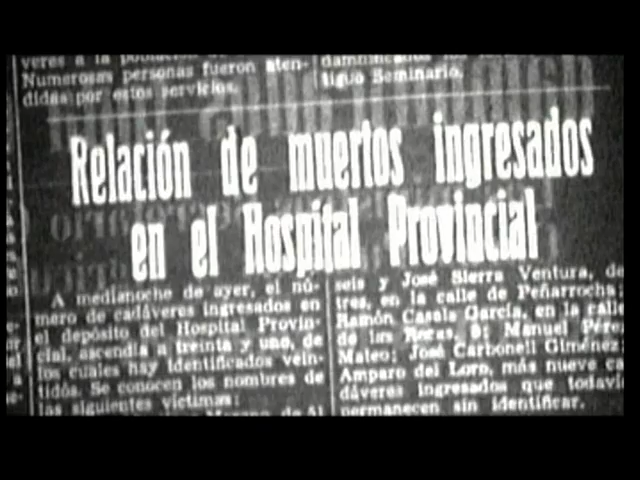 veres a la población
Numerosas personas fueron aten-
didas por estos servicios.
damnificados
tiguo Seminario.
Relación de muertos ingresados
en el Hospital Provincial
A medianoche de ayer, el nú-
mero de cadáveres ingresados en
el depósito del Hospital Provin-
cial, ascendía a treinta y uno, de
los cuales hay identificados vein-
tidós. Se conocen los nombres de
las siguientes víctimas:
seis y José Sierra Ventura, de
tres, en la calle de Peñarrocha;
Ramón Casals García, en la calle
de las Rocas 9; Manuel Pérez
Mateo; José Carbonell Giménez;
Amparo del Loro, más nueve ca-
dáveres ingresados que todaví
permanecen sin identificar.